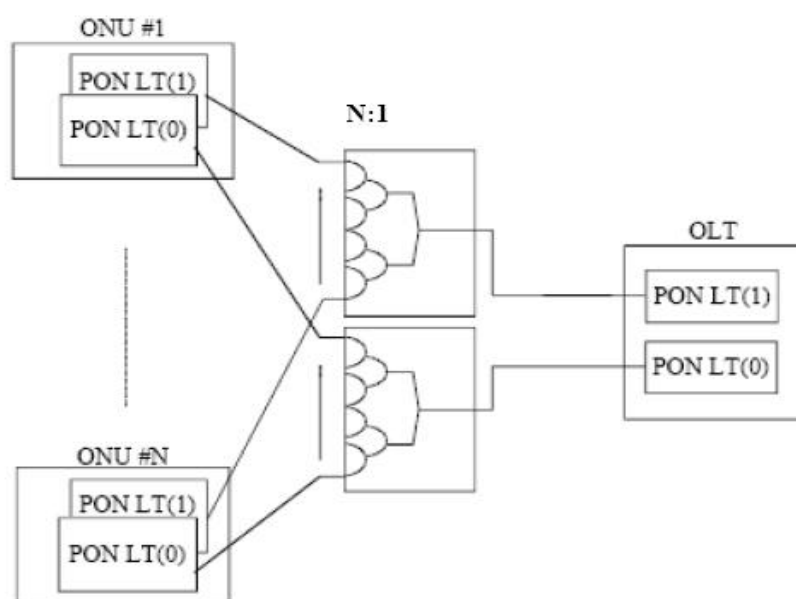 ONU #1
PON LT(1)
PON LT(0)
N:1
OLT
PON LT(1)
PON LT(0)
ONU #N
PON LT(1)
PON LT(0)